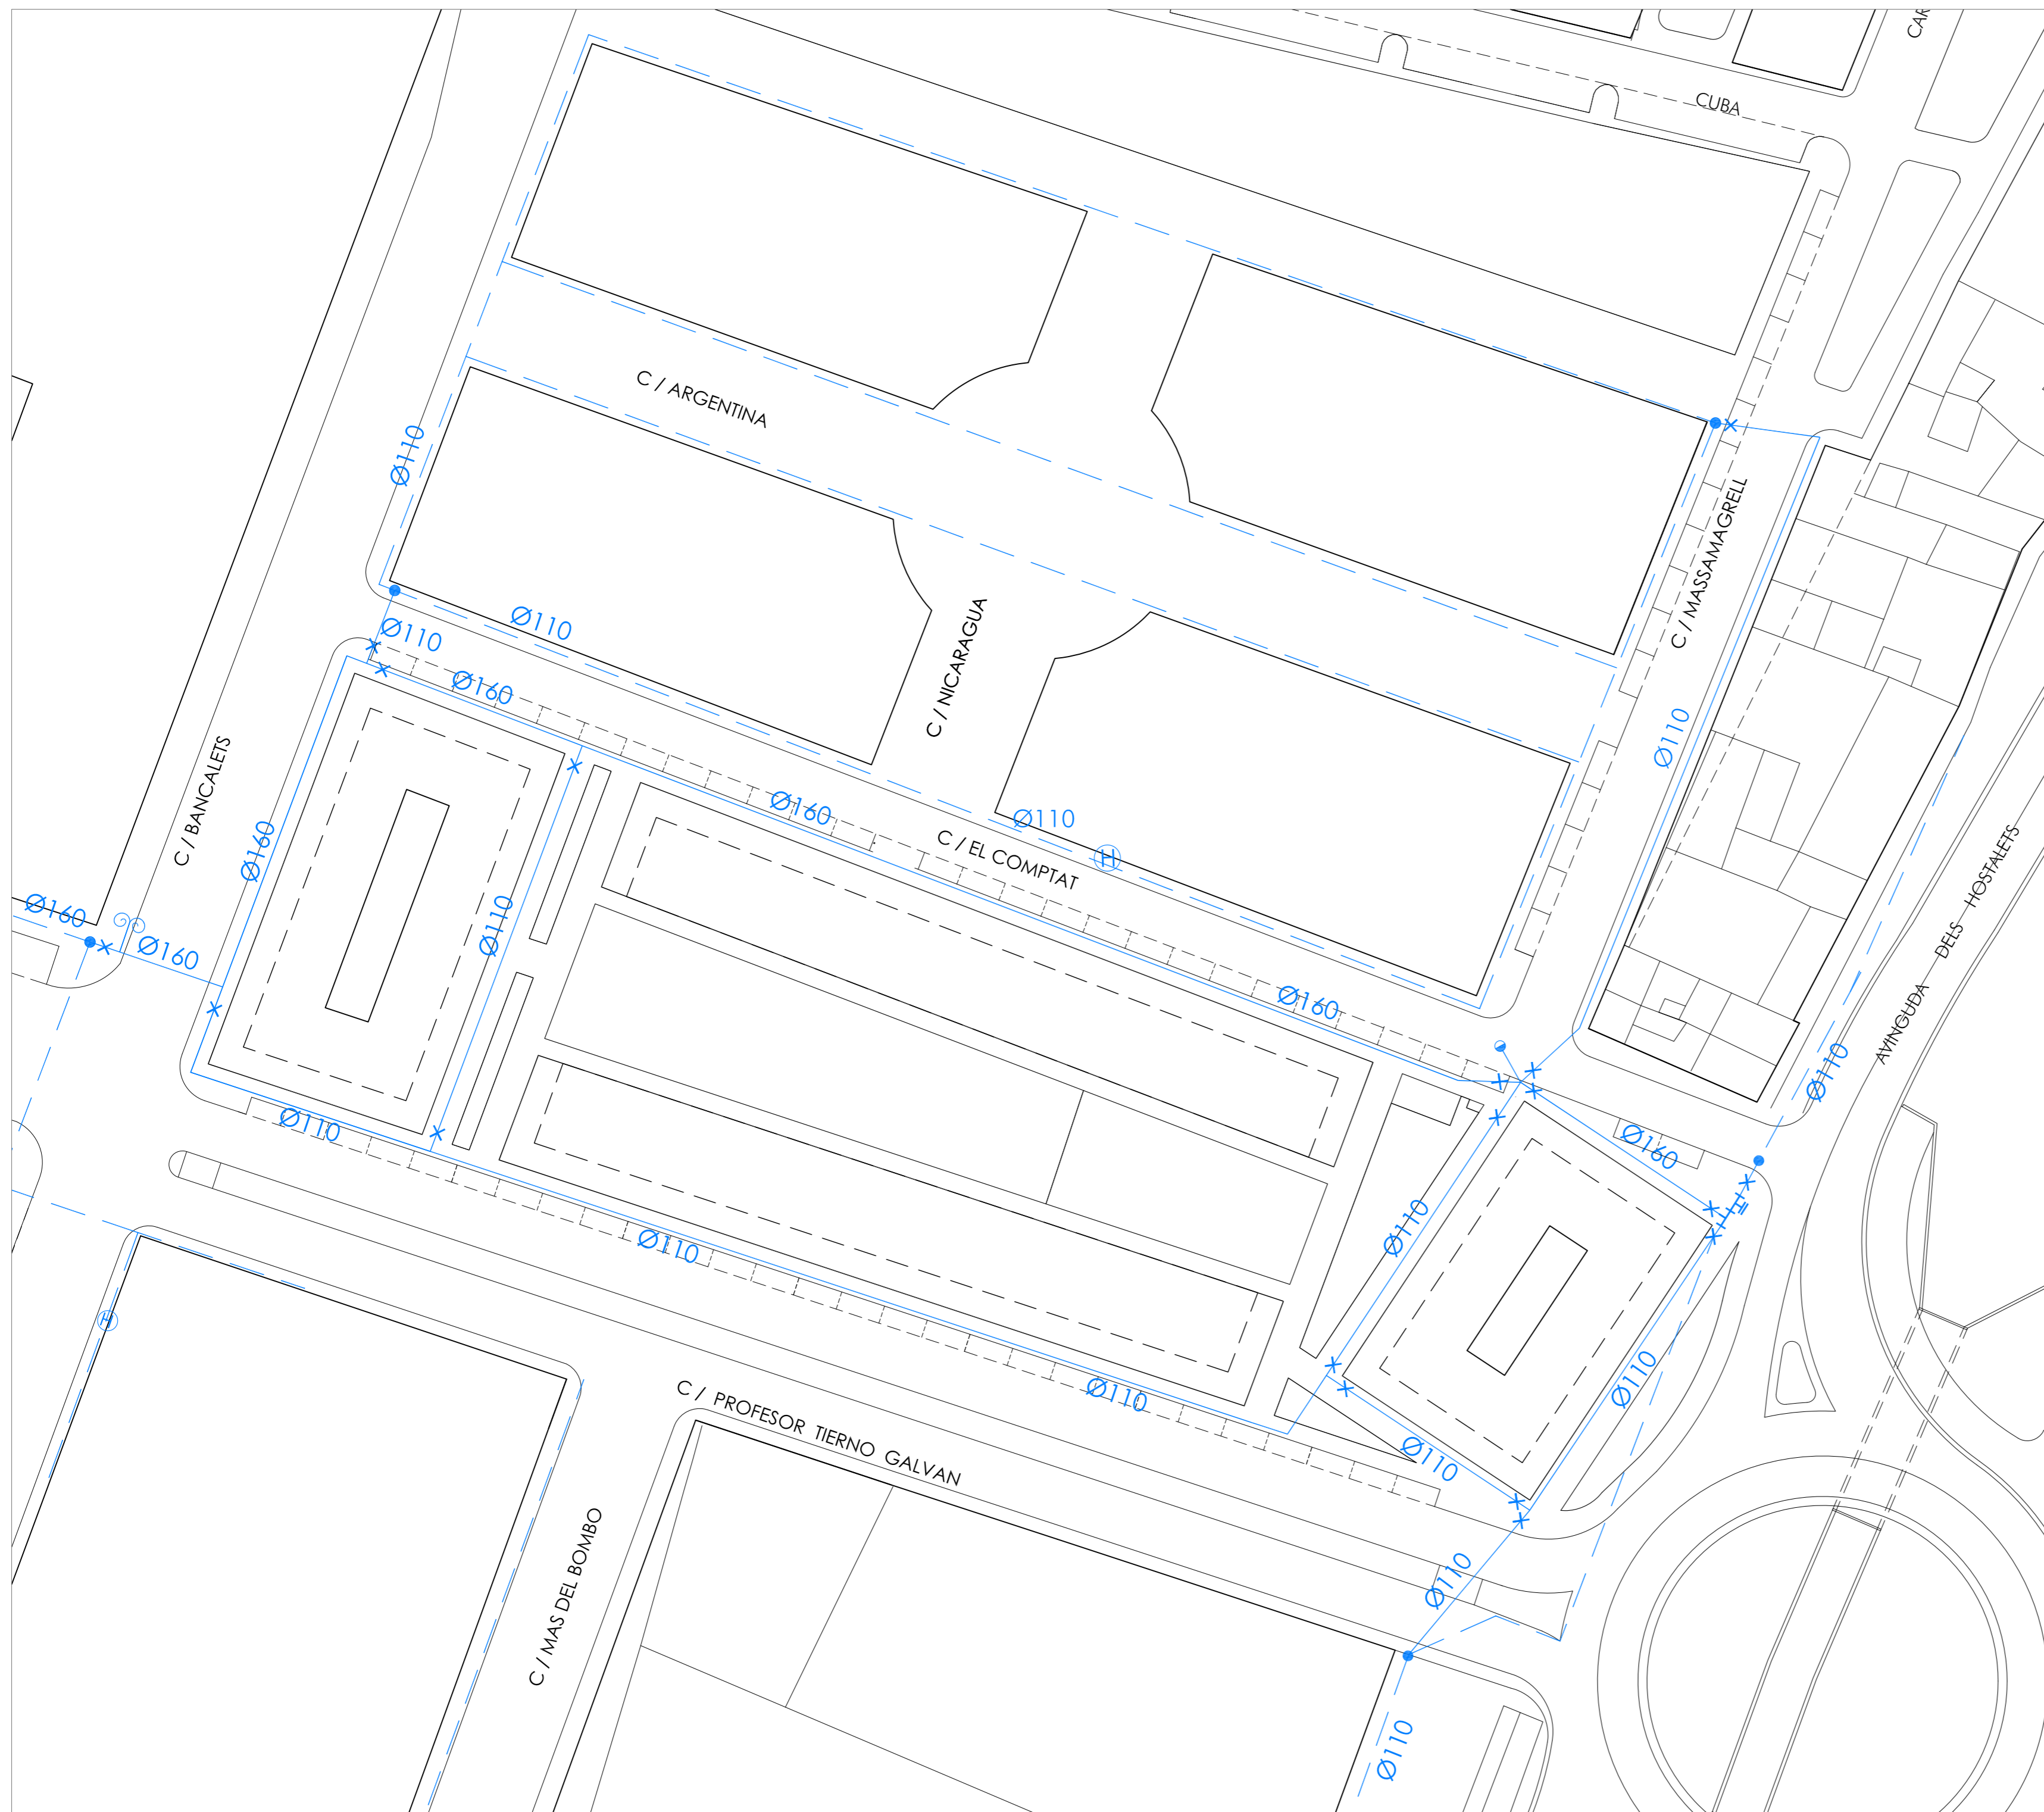 CAR
CUBA
C / ARGENTINA
Ø110
C / MASSAMAGRELL
Ø110
Ø110
C / NICARAGUA
Ø160
Ø110
C / BANCALETS
Ø160
Ø160
Ø110
H
C / EL COMPTAT
AVINGUDA DELS HOSTALETS
Ø160
Ø160
Ø110
Ø160
Ø110
Ø110
Ø160
Ø110
Ø110
H
H
Ø110
Ø110
C / PROFESOR TIERNO GALVAN
Ø110
C / MAS DEL BOMBO
Ø110
Ø110